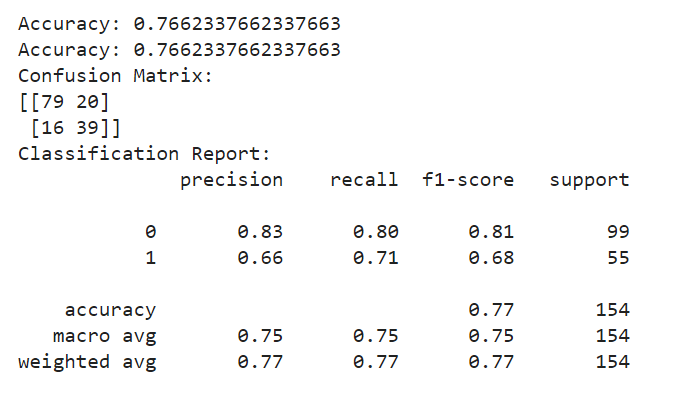 Accuracy: 0.7662337662337663
Accuracy: 0.7662337662337663
Confusion Matrix:
[[79 20]
 [16 39]]
Classification Report:
              precision    recall  f1-score   support

           0       0.83      0.80      0.81        99
           1       0.66      0.71      0.68        55

    accuracy                           0.77       154
   macro avg       0.75      0.75      0.75       154
weighted avg       0.77      0.77      0.77       154